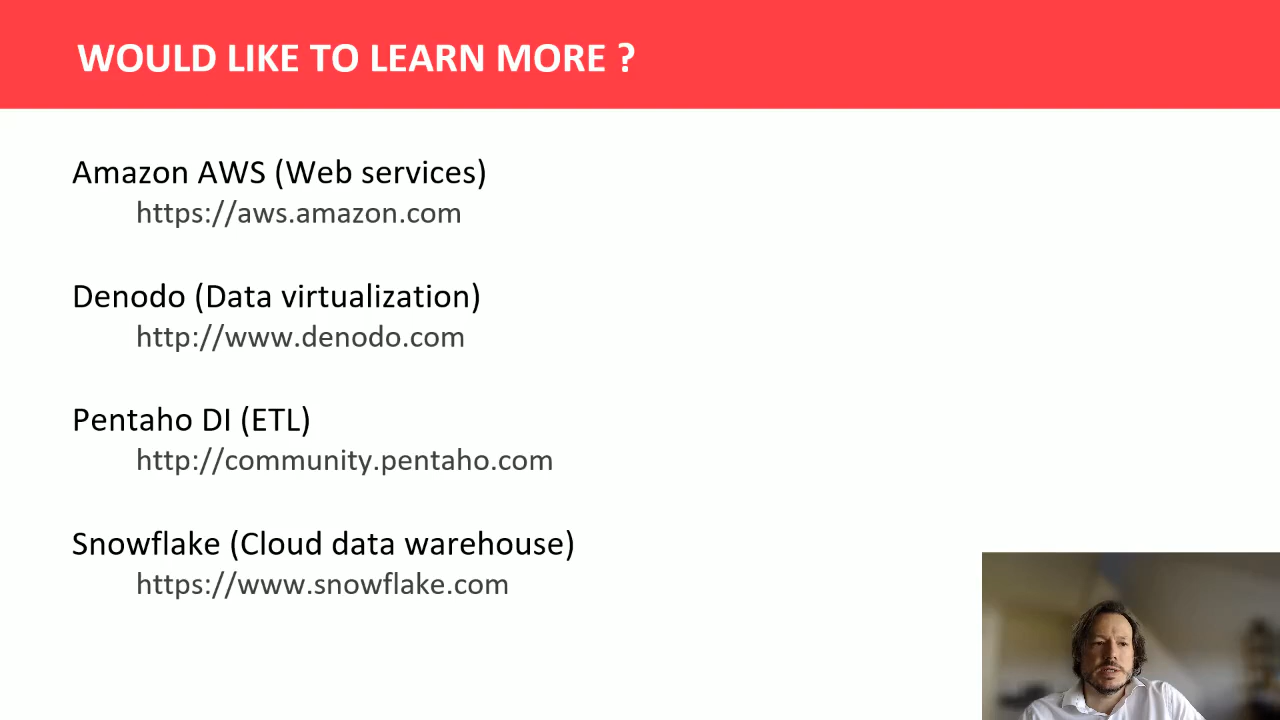 WOULD LIKE TO LEARN MORE ?
Amazon AWS (Web services)
https://aws.amazon.com
Denodo (Data virtualization)
http://www.denodo.com
Pentaho DI (ETL)
http://community.pentaho.com
Snowflake (Cloud data warehouse)
https://www.snowflake.com